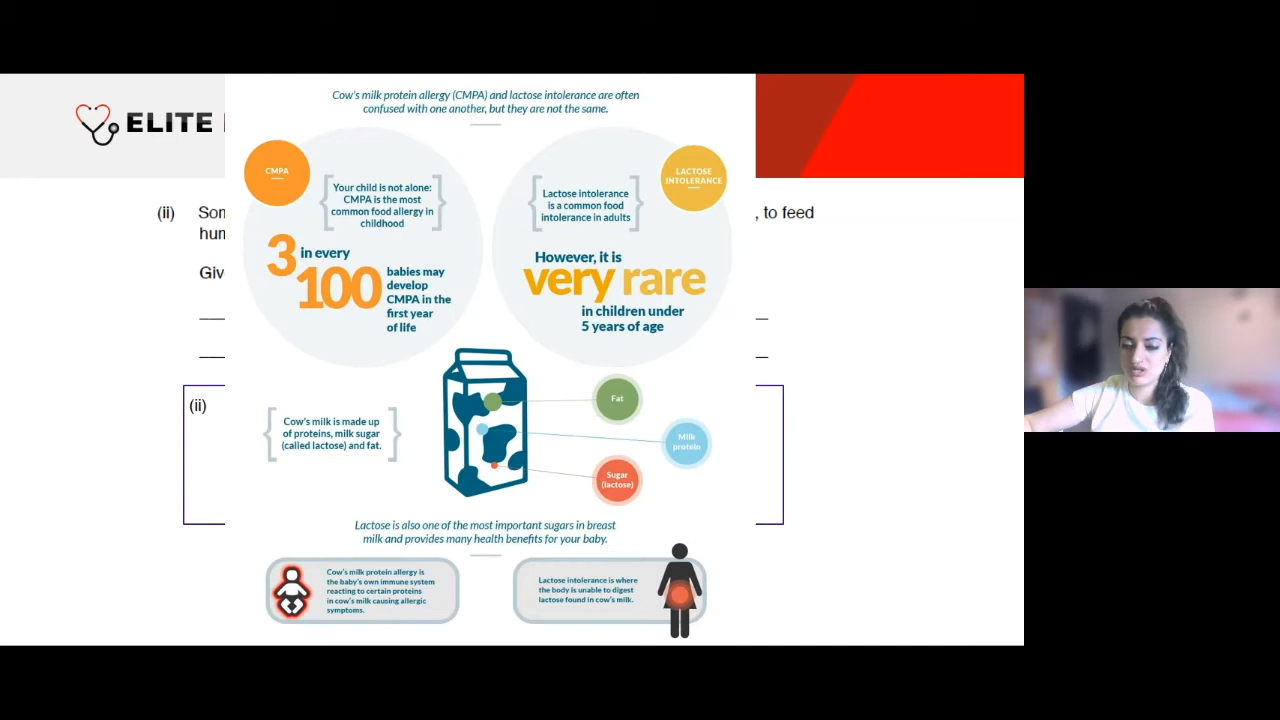 Cow's milk protein allergy (CMPA) and lactose intolerance are often
confused with one another, but they are not the same.
ELITE
CMPA
Your child is not alone:
CMPA is the most
common food allergy in
childhood
3 in every
100
babies may
develop
CMPA in the
first year
of life
LACTOSE
INTOLERANCE
Lactose intolerance
is a common food
intolerance in adults
However, it is
very rare
in children under
5 years of age
(ii)
, to feed
(ii)
Cow's milk is made up
of proteins, milk sugar
(called lactose) and fat.
Fat
Milk
protein
Sugar
(lactose)
Lactose is also one of the most important sugars in breast
milk and provides many health benefits for your baby.
Cow's milk protein allergy is
the baby's own immune system
reacting to certain proteins
in cow's milk causing allergic
symptoms.
Lactose intolerance is where
the body is unable to digest
lactose found in cow's milk.